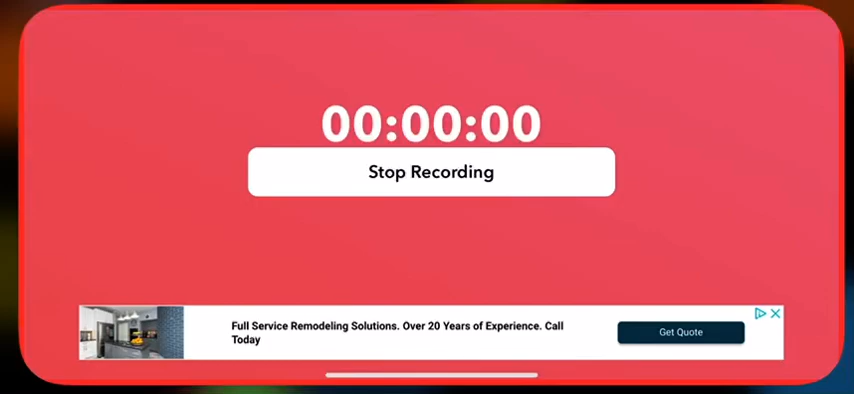 00:00:00
Stop Recording
Full Service Remodeling Solutions. Over 20 Years of Experience. Call
Today
Get Quote